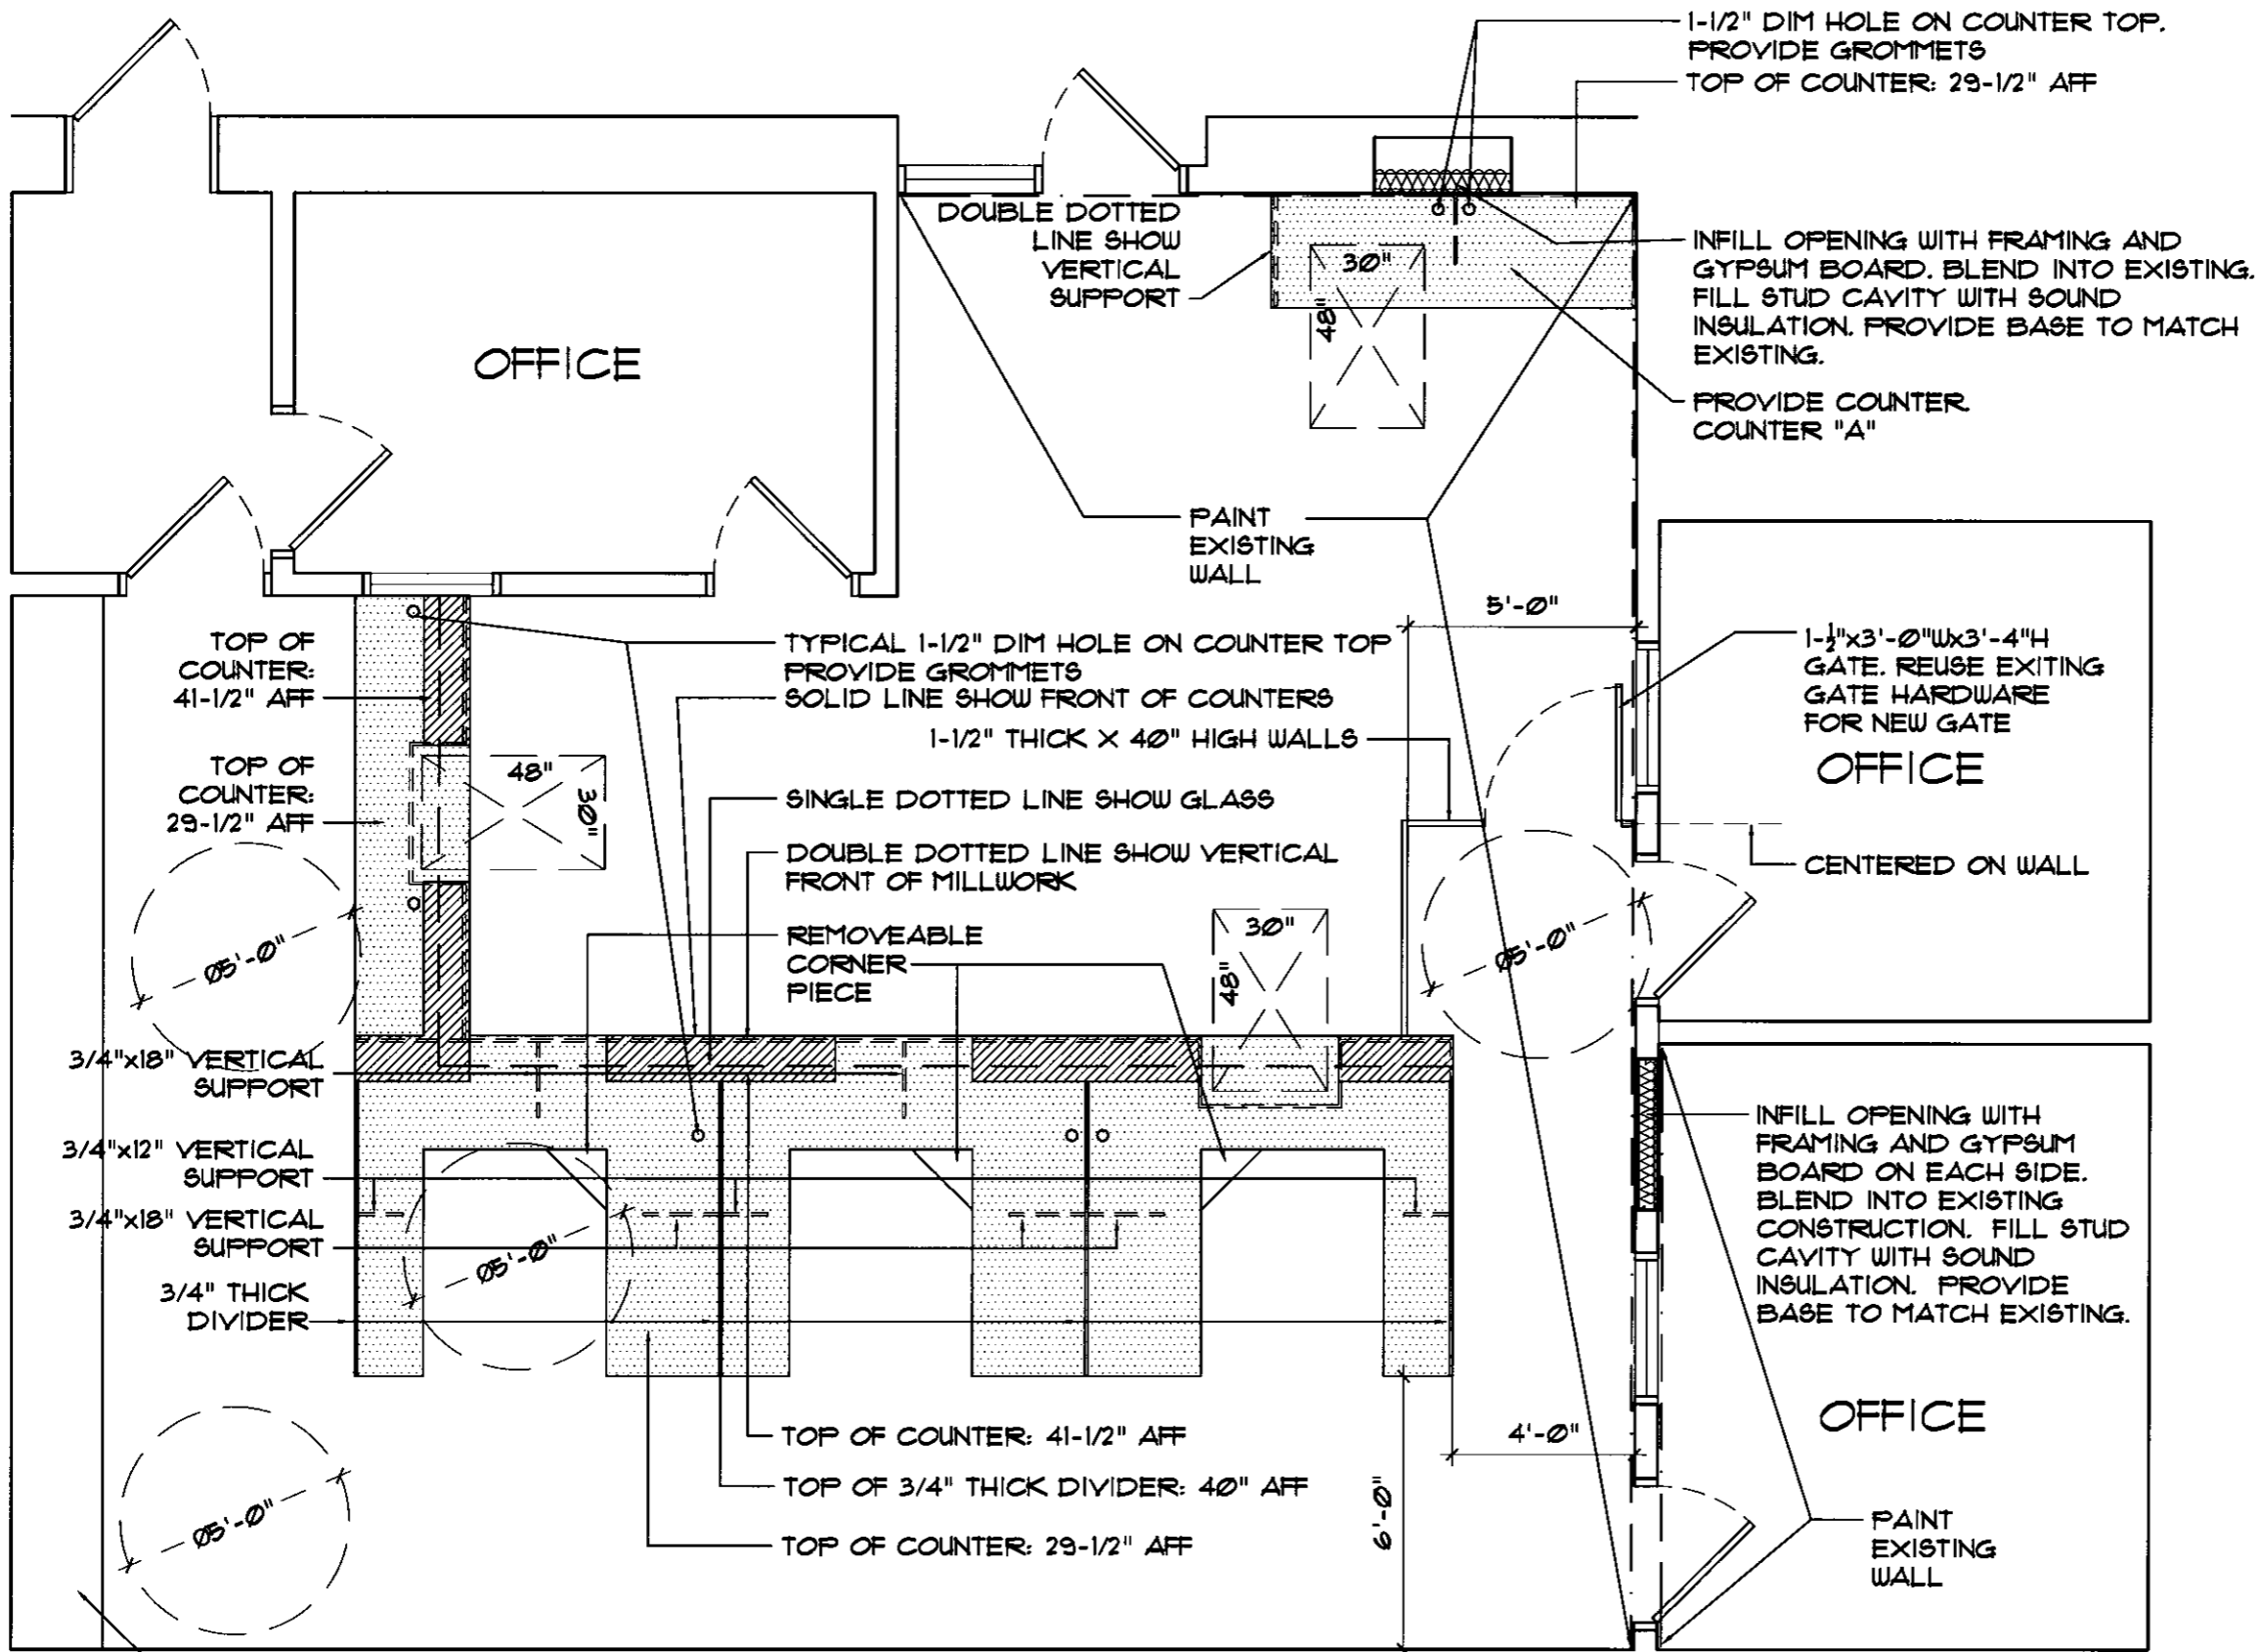 1-1/2" DIM HOLE ON COUNTER TOP.
PROVIDE GROMMETS
TOP OF COUNTER: 29-1/2" AFF
DOUBLE DOTTED
LINE SHOW
VERTICAL
SUPPORT
30"
48"
INFILL OPENING WITH FRAMING AND
GYPSUM BOARD. BLEND INTO EXISTING.
FILL STUD CAVITY WITH SOUND
INSULATION. PROVIDE BASE TO MATCH
EXISTING.
OFFICE
PROVIDE COUNTER
COUNTER "A"
PAINT
EXISTING
WALL
5'-0"
TOP OF
COUNTER:
41-1/2" AFF
TYPICAL 1-1/2" DIM HOLE ON COUNTER TOP
PROVIDE GROMMETS
SOLID LINE SHOW FRONT OF COUNTERS
1-1/2" THICK X 40" HIGH WALLS
1-1/2"x3'-0"Wx3'-4"H
GATE. REUSE EXITING
GATE HARDWARE
FOR NEW GATE
OFFICE
TOP OF
COUNTER:
29-1/2" AFF
48"
30"
SINGLE DOTTED LINE SHOW GLASS
DOUBLE DOTTED LINE SHOW VERTICAL
FRONT OF MILLWORK
CENTERED ON WALL
Ø5'-0"
REMOVEABLE
CORNER
PIECE
30"
48"
Ø5'-0"
3/4"x18" VERTICAL
SUPPORT
3/4"x12" VERTICAL
SUPPORT
3/4"x18" VERTICAL
SUPPORT
3/4" THICK
DIVIDER
Ø5'-0"
INFILL OPENING WITH
FRAMING AND GYPSUM
BOARD ON EACH SIDE.
BLEND INTO EXISTING
CONSTRUCTION. FILL STUD
CAVITY WITH SOUND
INSULATION. PROVIDE
BASE TO MATCH EXISTING.
OFFICE
TOP OF COUNTER: 41-1/2" AFF
4'-0"
TOP OF 3/4" THICK DIVIDER: 40" AFF
6'-0"
Ø5'-0"
TOP OF COUNTER: 29-1/2" AFF
PAINT
EXISTING
WALL